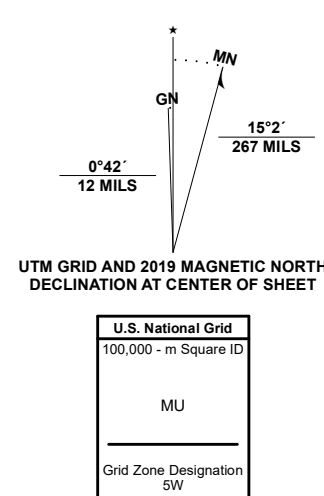 ★
MN
GN
15°2´
267 MILS
0°42´
12 MILS
UTM GRID AND 2019 MAGNETIC NORTH
DECLINATION AT CENTER OF SHEET
U.S. National Grid
100,000 - m Square ID
MU
Grid Zone Designation
5W